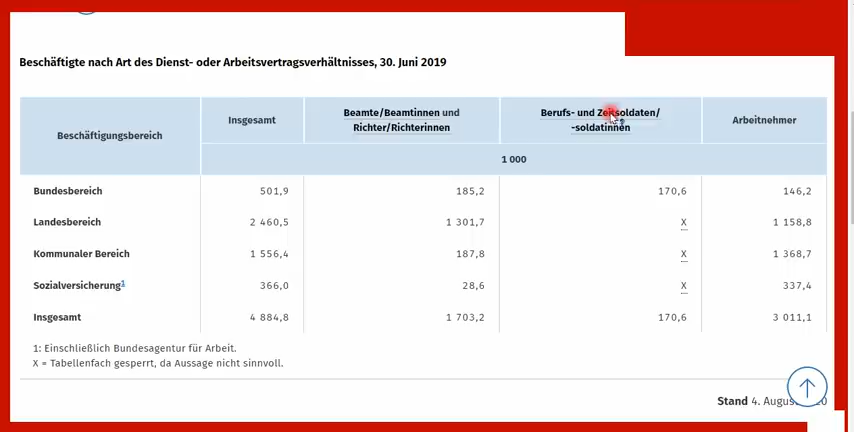 Beschäftigte nach Art des Dienst- oder Arbeitsvertragsverhältnisses, 30. Juni 2019
Beschäftigungsbereich Insgesamt Beamte/Beamtinnen und Richter/Richterinnen Berufs- und Zeitsoldaten/ -soldatinnen Arbeitnehmer
1 000
Bundesbereich 501,9 185,2 170,6 146,2
Landesbereich 2 460,5 1 301,7 X 1 158,8
Kommunaler Bereich 1 556,4 187,8 X 1 368,7
Sozialversicherung1 366,0 28,6 X 337,4
Insgesamt 4 884,8 1 703,2 170,6 3 011,1
1: Einschließlich Bundesagentur für Arbeit.
X = Tabellenfach gesperrt, da Aussage nicht sinnvoll.
Stand 4.